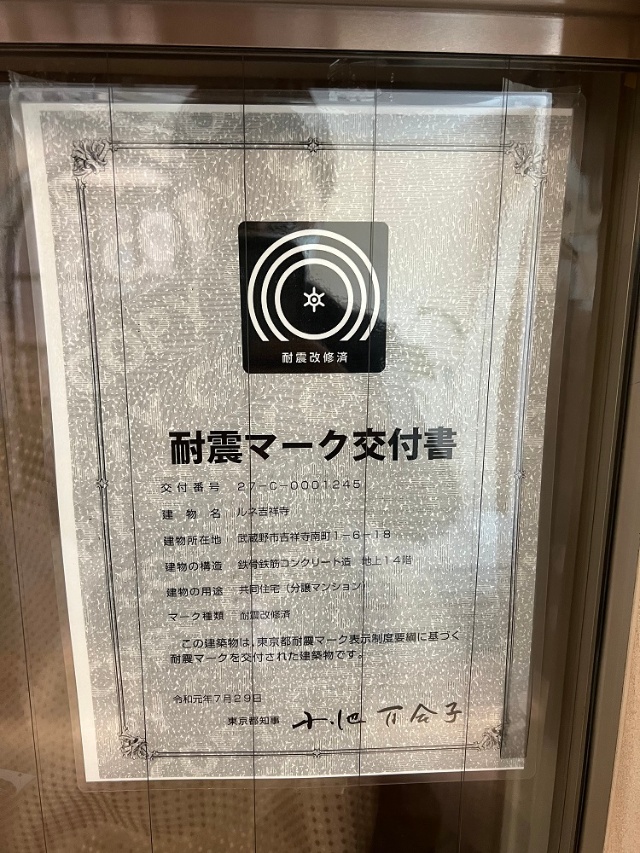 耐震改修済
耐震マーク交付書
交付番号 27-C-0001245
建物名 ルネ吉祥寺
建物所在地 武蔵野市吉祥寺南町1-6-18
建物の構造 鉄骨鉄筋コンクリート造 地上14階
建物の用途 共同住宅(分譲マンション)
マーク種類 耐震改修済
この建築物は、東京都耐震マーク表示制度要綱に基づく
耐震マークを交付された建築物です。
令和元年7月29日
東京都知事 小池百合子